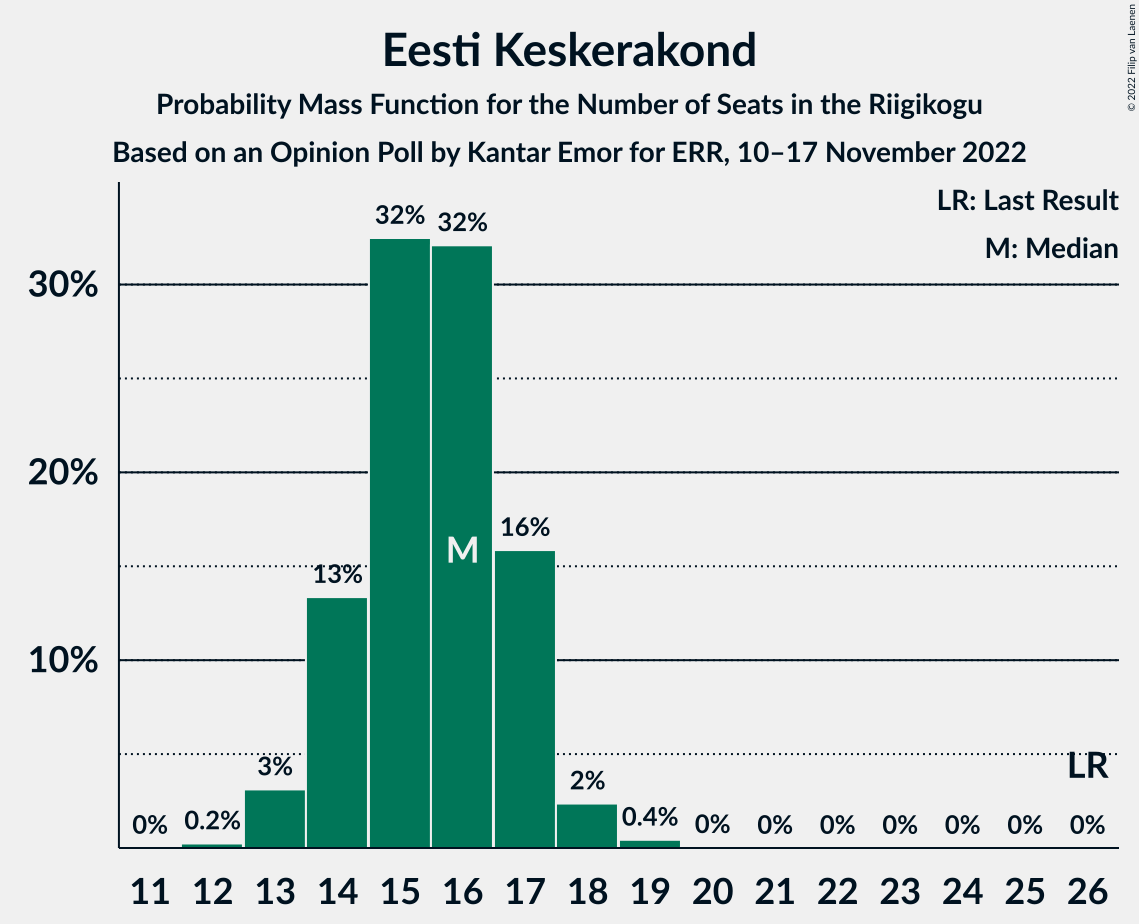 Eesti Keskerakond
Probability Mass Function for the Number of Seats in the Riigikogu
Based on an Opinion Poll by Kantar Emor for ERR, 10–17 November 2022
© 2022 Filip van Laenen
LR: Last Result
M: Median
32%
32%
30%
20%
16%
M
13%
10%
LR
3%
2%
0%
0.2%
0.4%
0%
0%
0%
0%
0%
0%
0%
11 12 13 14 15 16 17 18 19 20 21 22 23 24 25 26